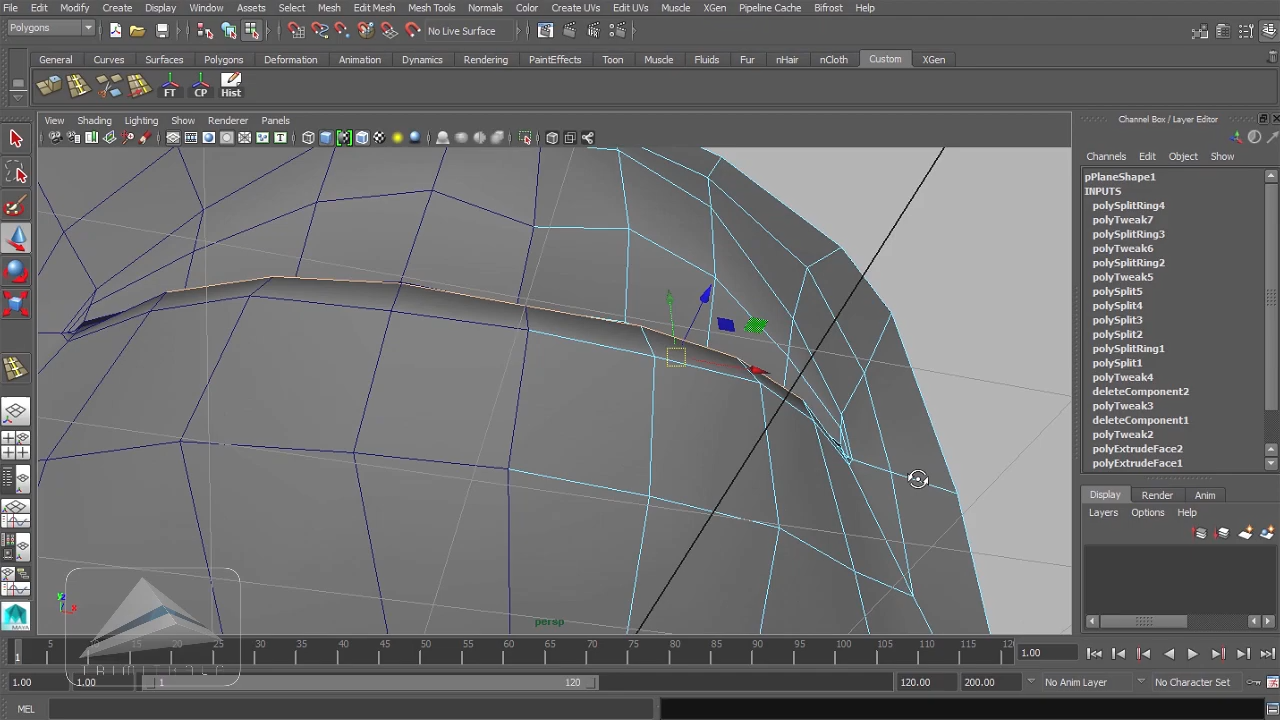 File Edit Modify Create Display Window Assets Select Mesh Edit Mesh Mesh Tools Normals Color Create UVs Edit UVs Muscle XGen Pipeline Cache Bifrost Help
Polygons
No Live Surface
General Curves Surfaces Polygons Deformation Animation Dynamics Rendering PaintEffects Toon Muscle Fluids Fur nHair nCloth Custom XGen
FT CP Hist
View Shading Lighting Show Renderer Panels
Channel Box / Layer Editor
Channels Edit Object Show
pPlaneShape1
INPUTS
polySplitRing4
polyTweak7
polySplitRing3
polyTweak6
polySplitRing2
polyTweak5
polySplit5
polySplit4
polySplit3
polySplit2
polySplitRing1
polySplit1
polyTweak4
deleteComponent2
polyTweak3
deleteComponent1
polyTweak2
polyExtrudeFace2
polyExtrudeFace1
Display Render Anim
Layers Options Help
persp
y z x
MAYA
1 5 15 20 25 30 35 40 45 50 55 60 65 70 75 80 85 90 95 100 105 110 115 1.00
1.00 1.00 1 120 120.00 200.00 No Anim Layer No Character Set
MEL